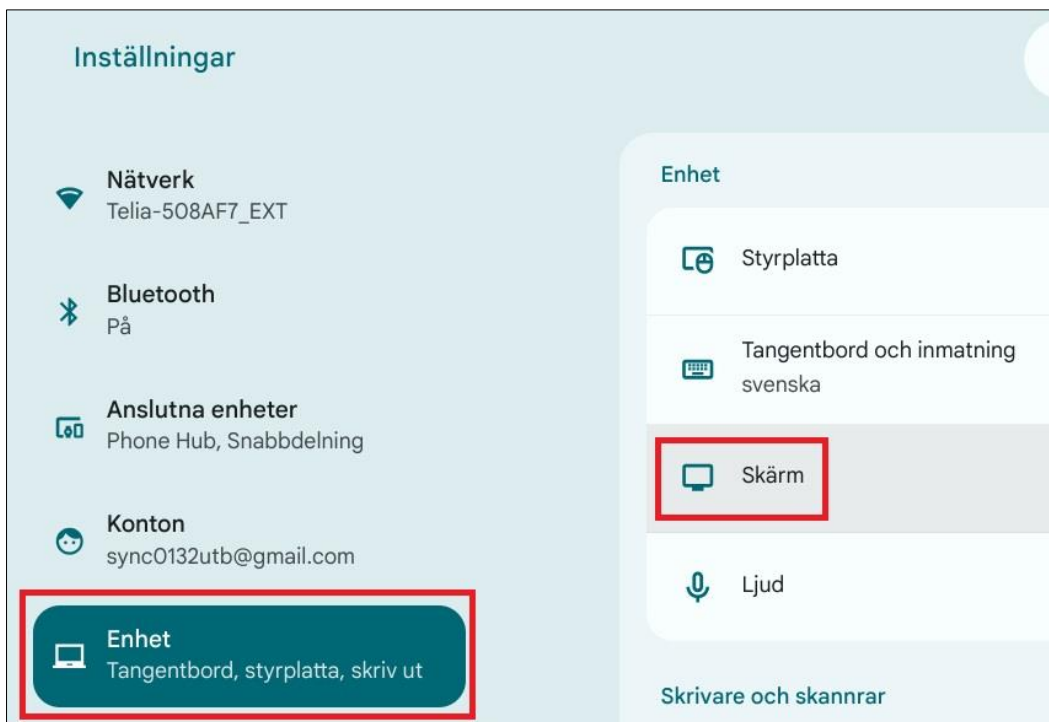 Inställningar
Nätverk
Telia-508AF7_EXT
Bluetooth
På
Anslutna enheter
Phone Hub, Snabbdelning
Konton
sync0132utb@gmail.com
Enhet
Tangentbord, styrplatta, skriv ut
Enhet
Styrplatta
Tangentbord och inmatning
svenska
Skärm
Ljud
Skrivare och skannrar